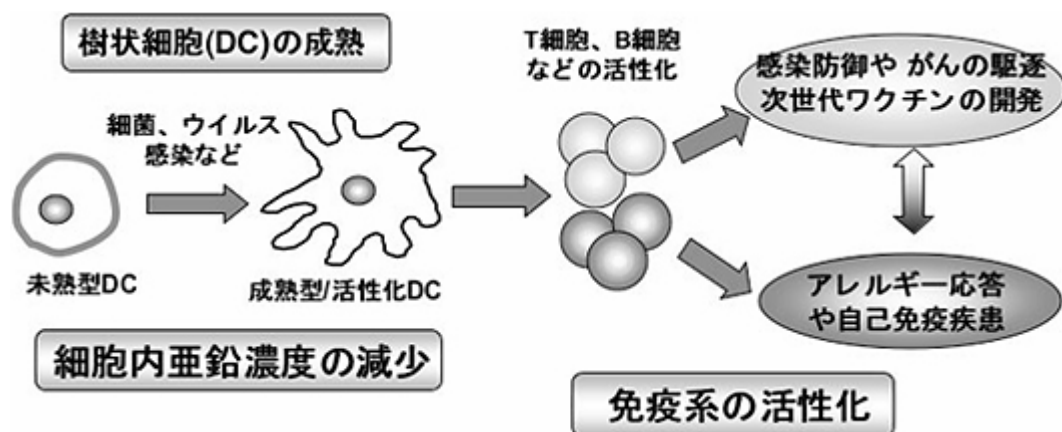 樹状細胞(DC)の成熟
細菌、ウイルス
感染など
未熟型DC
成熟型/活性化DC
細胞内亜鉛濃度の減少
T細胞、B細胞
などの活性化
感染防御や がんの駆逐
次世代ワクチンの開発
アレルギー応答
や自己免疫疾患
免疫系の活性化